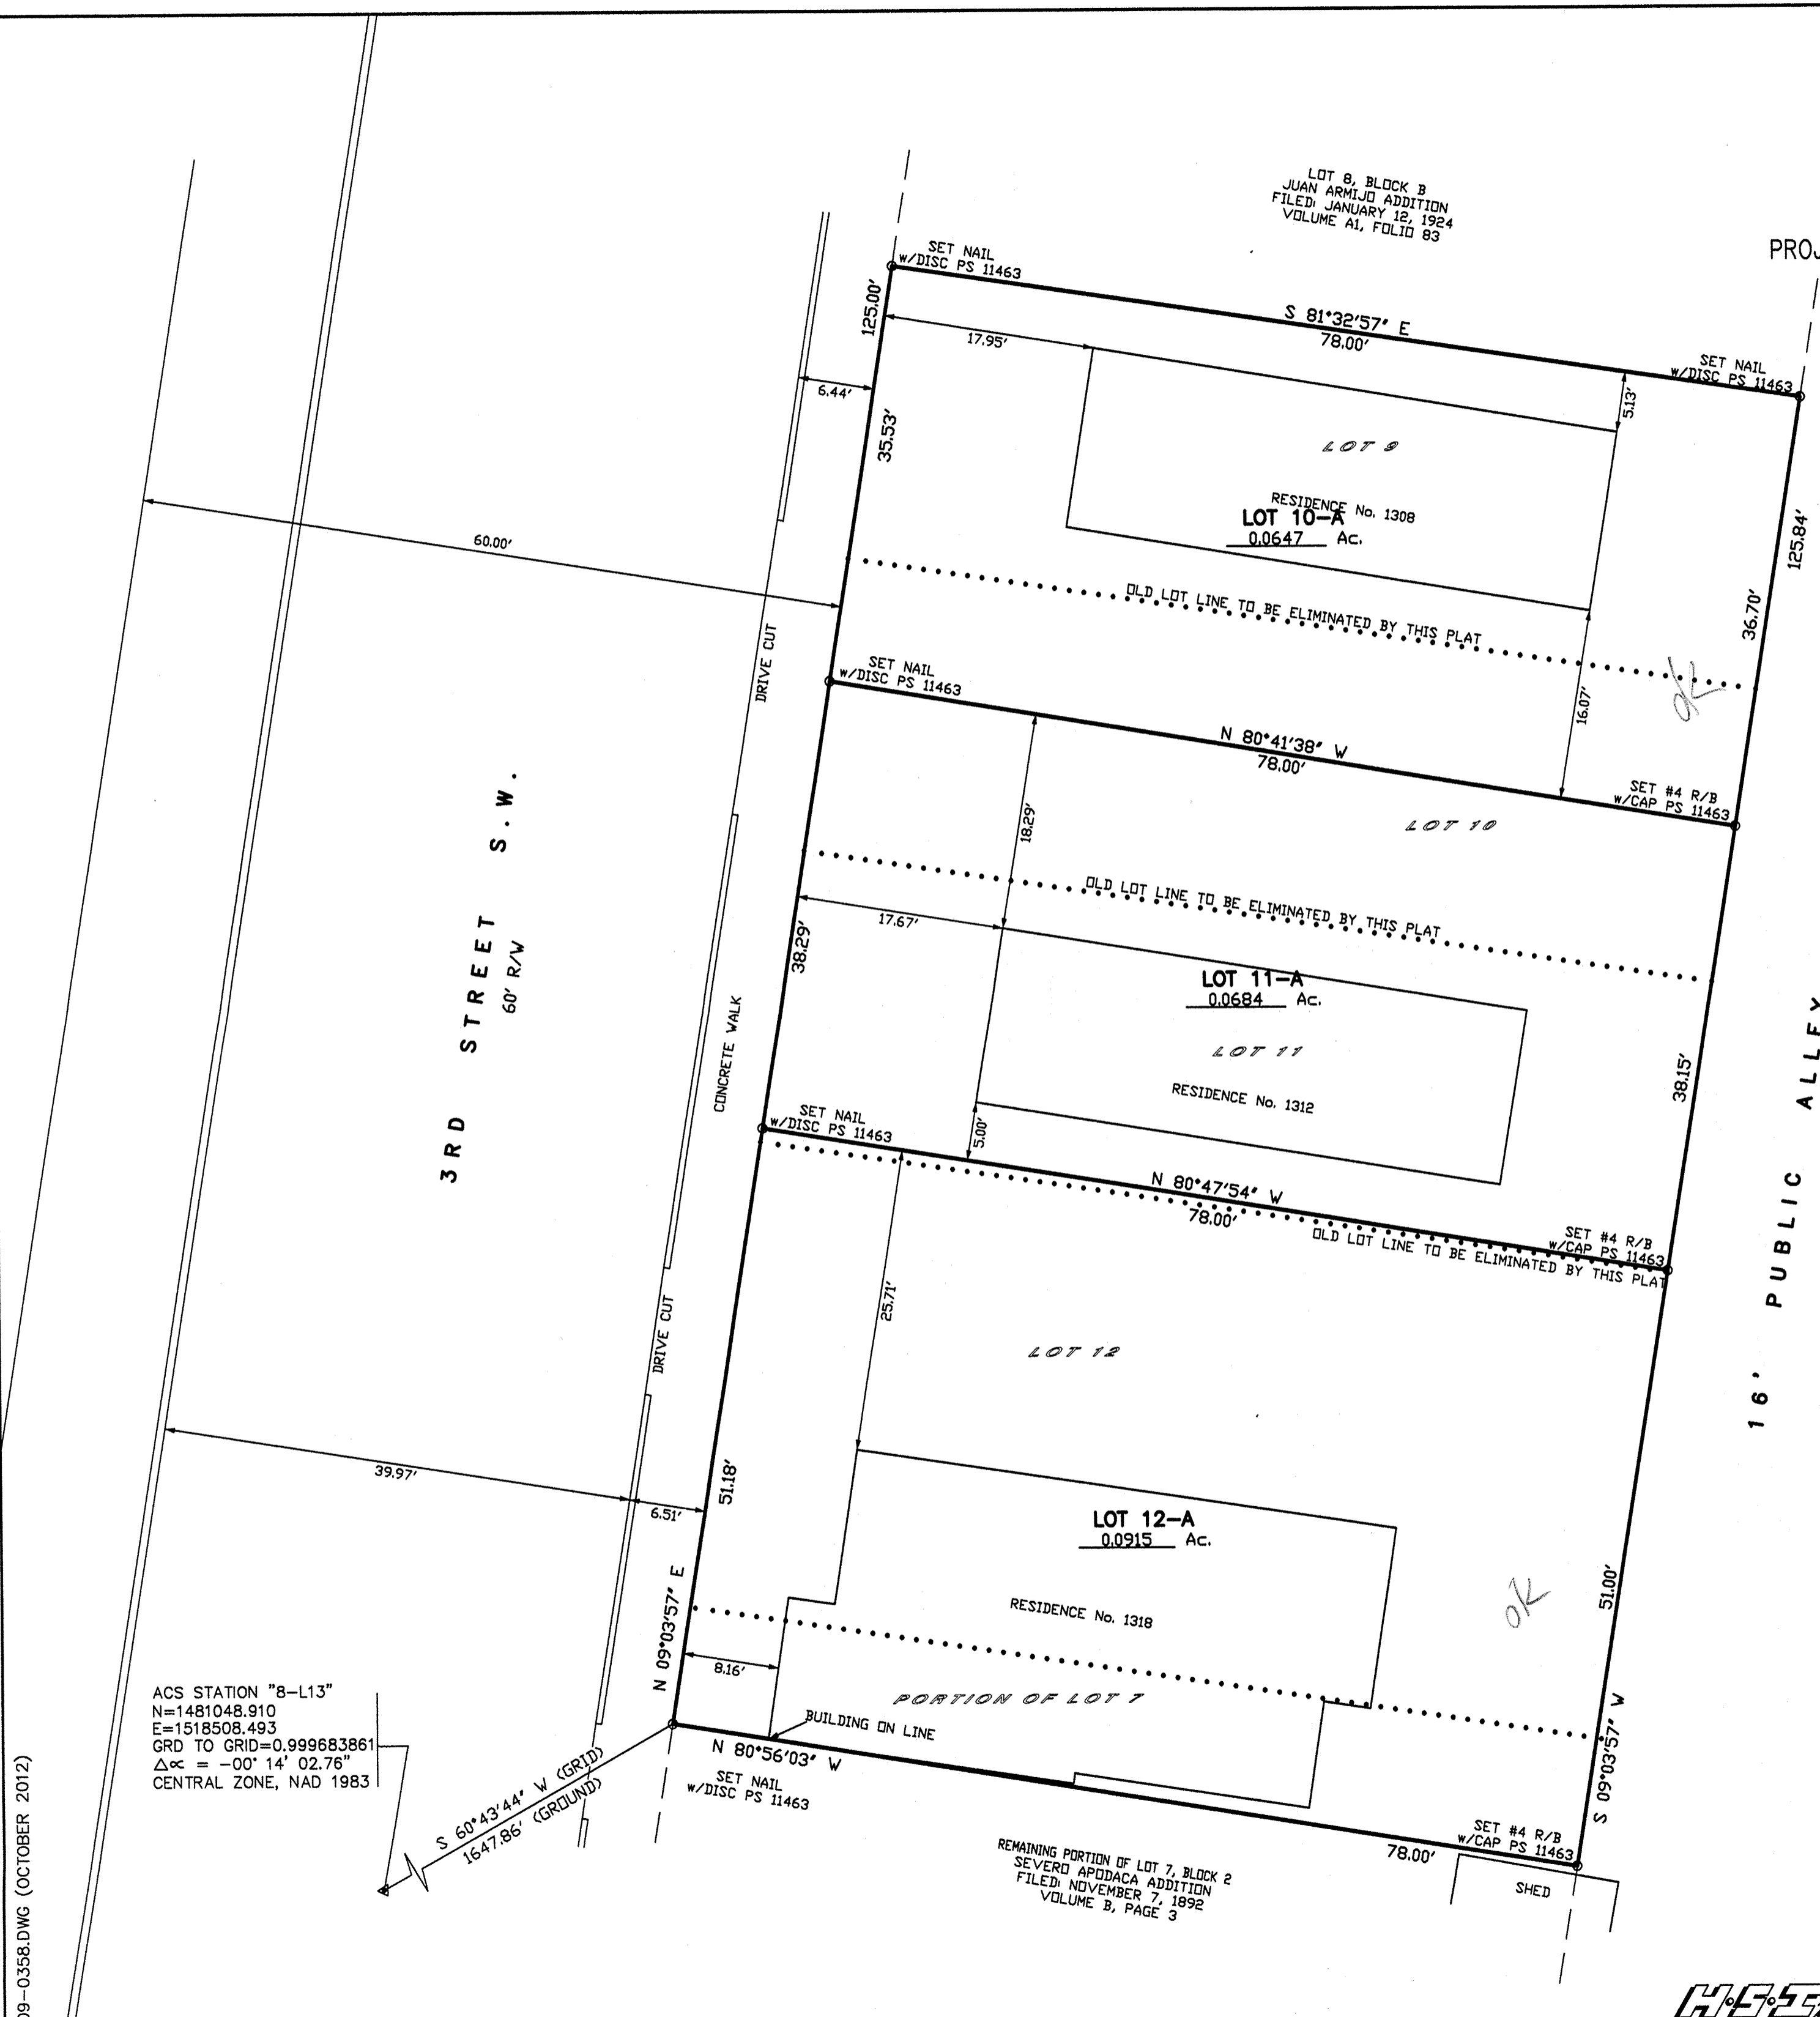 LOT 8, BLOCK B
JUAN ARMIJO ADDITION
FILED: JANUARY 12, 1924
VOLUME A1, FOLIO 83
PROJ
SET NAIL
w/DISC PS 11463
125.00'
S 81°32'57" E
78.00'
17.95'
SET NAIL
w/DISC PS 11463
6.44'
5.13'
35.53'
LOT 9
RESIDENCE No. 1308
LOT 10-A
0.0647 Ac.
125.84'
60.00'
OLD LOT LINE TO BE ELIMINATED BY THIS PLAT
36.70'
DRIVE CUT
SET NAIL
w/DISC PS 11463
16.07'
OK
N 80°41'38" W
78.00'
SET #4 R/B
w/CAP PS 11463
18.29'
LOT 10
3RD STREET S.W.
60' R/W
OLD LOT LINE TO BE ELIMINATED BY THIS PLAT
17.67'
38.29'
LOT 11-A
0.0684 Ac.
LOT 11
RESIDENCE No. 1312
CONCRETE WALK
38.15'
16' PUBLIC ALLEY
SET NAIL
w/DISC PS 11463
5.00'
N 80°47'54" W
78.00'
SET #4 R/B
w/CAP PS 11463
OLD LOT LINE TO BE ELIMINATED BY THIS PLAT
25.71'
DRIVE CUT
LOT 12
39.97'
6.51'
51.18'
LOT 12-A
0.0915 Ac.
RESIDENCE No. 1318
51.00'
OK
N 09°03'57" E
8.16'
PORTION OF LOT 7
BUILDING ON LINE
S 09°03'57" W
N 80°56'03" W
SET NAIL
w/DISC PS 11463
78.00'
SET #4 R/B
w/CAP PS 11463
SHED
ACS STATION "8-L13"
N=1481048.910
E=1518508.493
GRD TO GRID=0.999683861
Δ∝ = -00° 14' 02.76"
CENTRAL ZONE, NAD 1983
S 60°43'44" W (GRID)
1647.86' (GROUND)
REMAINING PORTION OF LOT 7, BLOCK 2
SEVERO APODACA ADDITION
FILED: NOVEMBER 7, 1892
VOLUME B, PAGE 3
09-0358.DWG (OCTOBER 2012)
H.S.I.